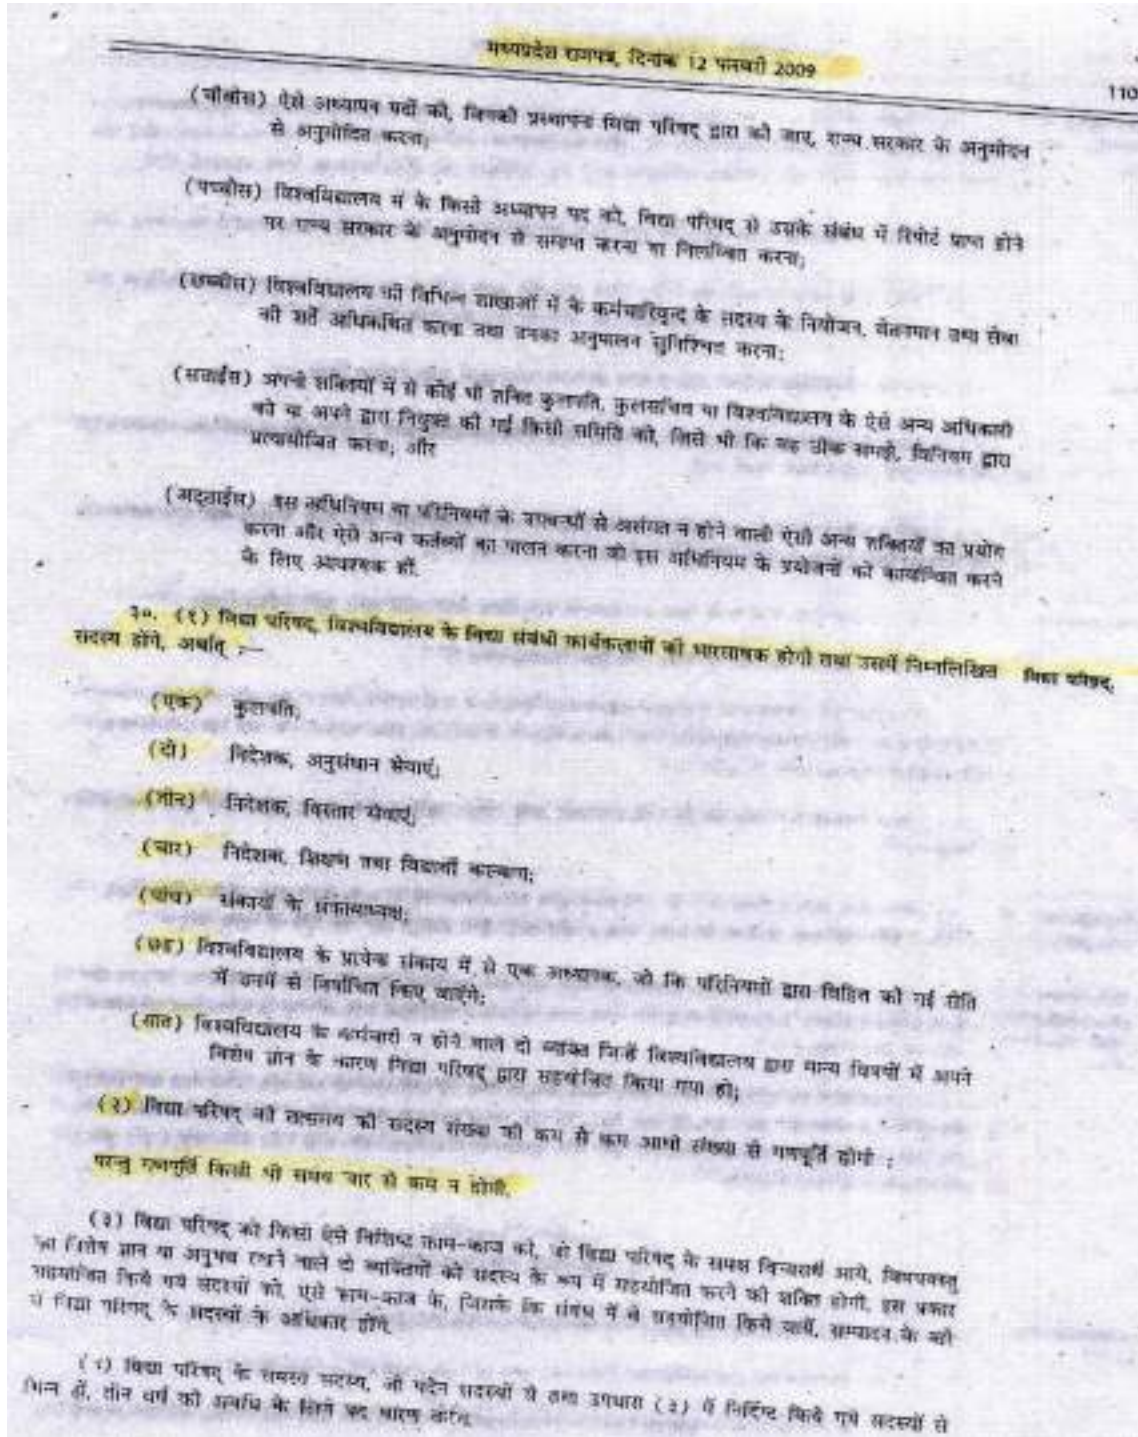 मध्यप्रदेश राजपत्र, दिनांक 12 फरवरी 2009
110
(चौबीस) ऐसे अध्यापन पदों को, जिनकी प्रस्थापना विद्या परिषद् द्वारा की जाए, राज्य सरकार के अनुमोदन
से अनुमोदित करना;
(पच्चीस) विश्वविद्यालय में के किसी अध्यापन पद को, विद्या परिषद् से उसके संबंध में रिपोर्ट प्राप्त होने
पर राज्य सरकार के अनुमोदन से समाप्त करना या निलम्बित करना;
(छब्बीस) विश्वविद्यालय की विभिन्न शाखाओं में के कर्मचारिवृन्द के सदस्य के नियोजन, वेतनमान तथा सेवा
की शर्तें अधिकथित करना तथा उनका अनुपालन सुनिश्चित करना;
(सत्ताईस) अपनी शक्तियों में से कोई भी शक्ति कुलपति, कुलसचिव या विश्वविद्यालय के ऐसे अन्य अधिकारी
को या अपने द्वारा नियुक्त की गई किसी समिति को, जिसे भी कि वह ठीक समझे, विनियम द्वारा
प्रत्यायोजित करना; और
(अट्ठाईस) इस अधिनियम या परिनियमों के उपबन्धों से असंगत न होने वाली ऐसी अन्य शक्तियों का प्रयोग
करना और ऐसे अन्य कर्तव्यों का पालन करना जो इस अधिनियम के प्रयोजनों को कार्यान्वित करने
के लिए आवश्यक हों.
३०. (१) विद्या परिषद्, विश्वविद्यालय के विद्या संबंधी कार्यकलापों की भारसाधक होगी तथा उसमें निम्नलिखित विद्या परिषद्.
सदस्य होंगे, अर्थात् :—
(एक) कुलपति;
(दो) निदेशक, अनुसंधान सेवाएं;
(तीन) निदेशक, विस्तार सेवाएं;
(चार) निदेशक, शिक्षण तथा विद्यार्थी कल्याण;
(पांच) संकायों के संकायाध्यक्ष;
(छह) विश्वविद्यालय के प्रत्येक संकाय में से एक अध्यापक, जो कि परिनियमों द्वारा विहित की गई रीति
में उनमें से निर्वाचित किए जाएंगे;
(सात) विश्वविद्यालय के कर्मचारी न होने वाले दो व्यक्ति जिन्हें विश्वविद्यालय द्वारा मान्य विषयों में अपने
विशेष ज्ञान के कारण विद्या परिषद् द्वारा सहयोजित किया गया हो;
(२) विद्या परिषद् की तत्समय की सदस्य संख्या की कम से कम आधी संख्या से गणपूर्ति होगी :
परन्तु गणपूर्ति किसी भी समय चार से कम न होगी.
(३) विद्या परिषद् को किसी ऐसे विशिष्ट काम-काज को, जो विद्या परिषद् के समक्ष विचारार्थ आये, विषयवस्तु
का विशेष ज्ञान या अनुभव रखने वाले दो व्यक्तियों को सदस्य के रूप में सहयोजित करने की शक्ति होगी, इस प्रकार
सहयोजित किये गये सदस्यों को, ऐसे काम-काज के, जिसके कि संबंध में वे सहयोजित किये जायें, सम्पादन के बारे
में विद्या परिषद् के सदस्यों के अधिकार होंगे.
(४) विद्या परिषद् के समस्त सदस्य, जो पदेन सदस्यों से तथा उपधारा (३) में निर्दिष्ट किये गये सदस्यों से
भिन्न हों, तीन वर्ष की अवधि के लिये पद धारण करेंगे.